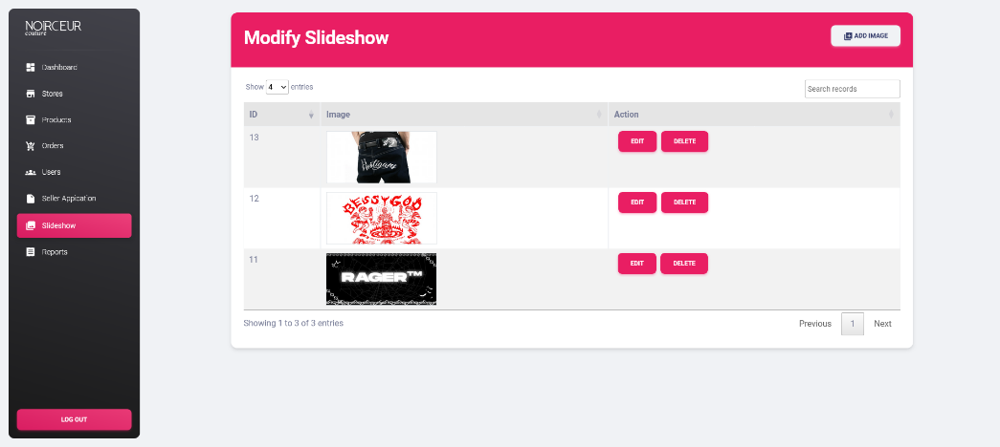 NOIRCEUR
couture
Dashboard
Stores
Products
Orders
Users
Seller Appication
Slideshow
Reports
LOG OUT
Modify Slideshow
ADD IMAGE
Show 4 entries
Search records
ID Image Action
13 EDIT DELETE
Hooligans
12 EDIT DELETE
BESSYGOD
11 EDIT DELETE
RAGER™
Showing 1 to 3 of 3 entries
Previous 1 Next